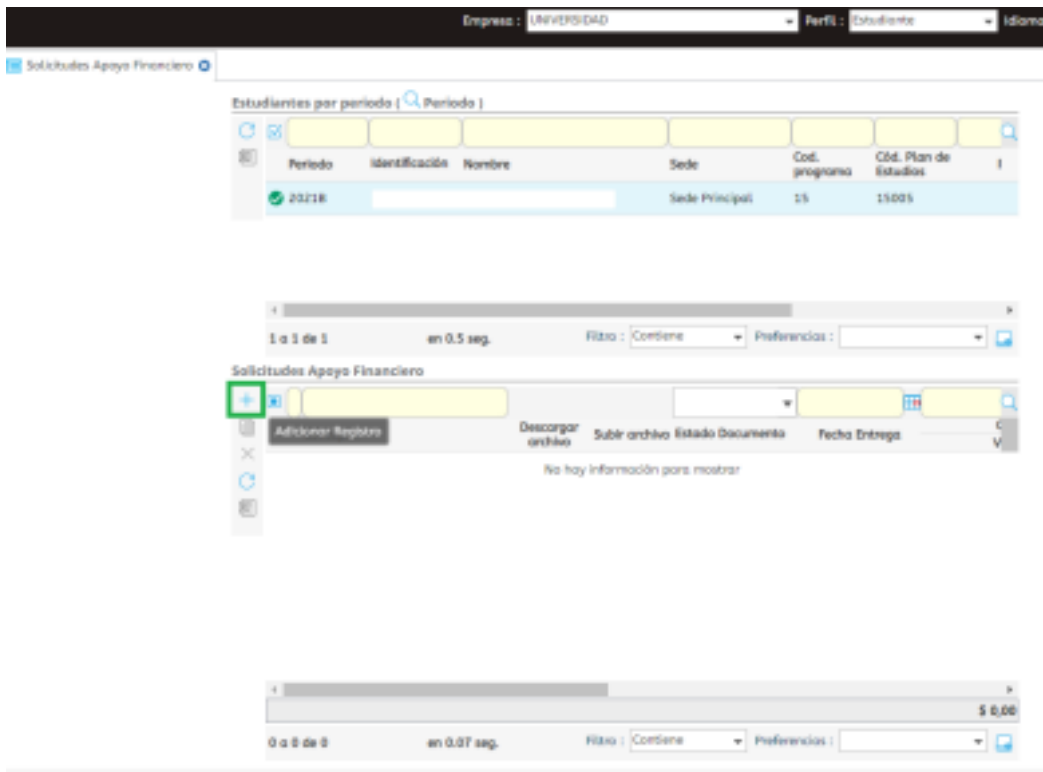 Empresa : UNIVERSIDAD Perfil : Estudiante Idioma
Solicitudes Apoyo Financiero
Estudiantes por periodo ( Periodo )
Periodo Identificación Nombre Sede Cod. programa Cód. Plan de Estudios
2021B Sede Principal 15 15005
1 a 1 de 1 en 0.5 seg. Filtro : Contiene Preferencias :
Solicitudes Apoyo Financiero
Adicionar Registro Descargar archivo Subir archivo Estado Documento Fecha Entrega
No hay información para mostrar
$ 0,00
0 a 0 de 0 en 0.07 seg. Filtro : Contiene Preferencias :